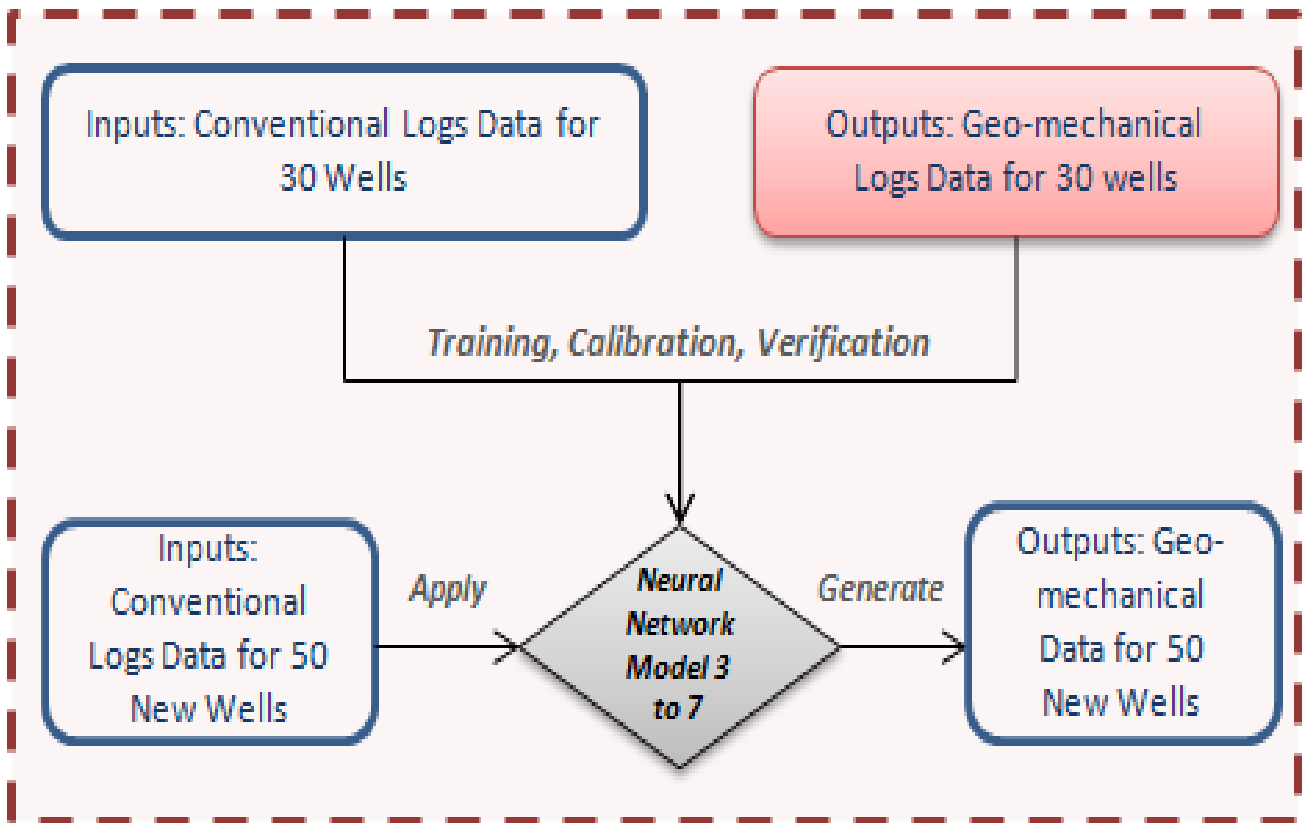 Inputs: Conventional Logs Data for
30 Wells
Outputs: Geo-mechanical
Logs Data for 30 wells
Training, Calibration, Verification
Inputs:
Conventional
Logs Data for 50
New Wells
Apply
Neural
Network
Model 3
to 7
Generate
Outputs: Geo-
mechanical
Data for 50
New Wells